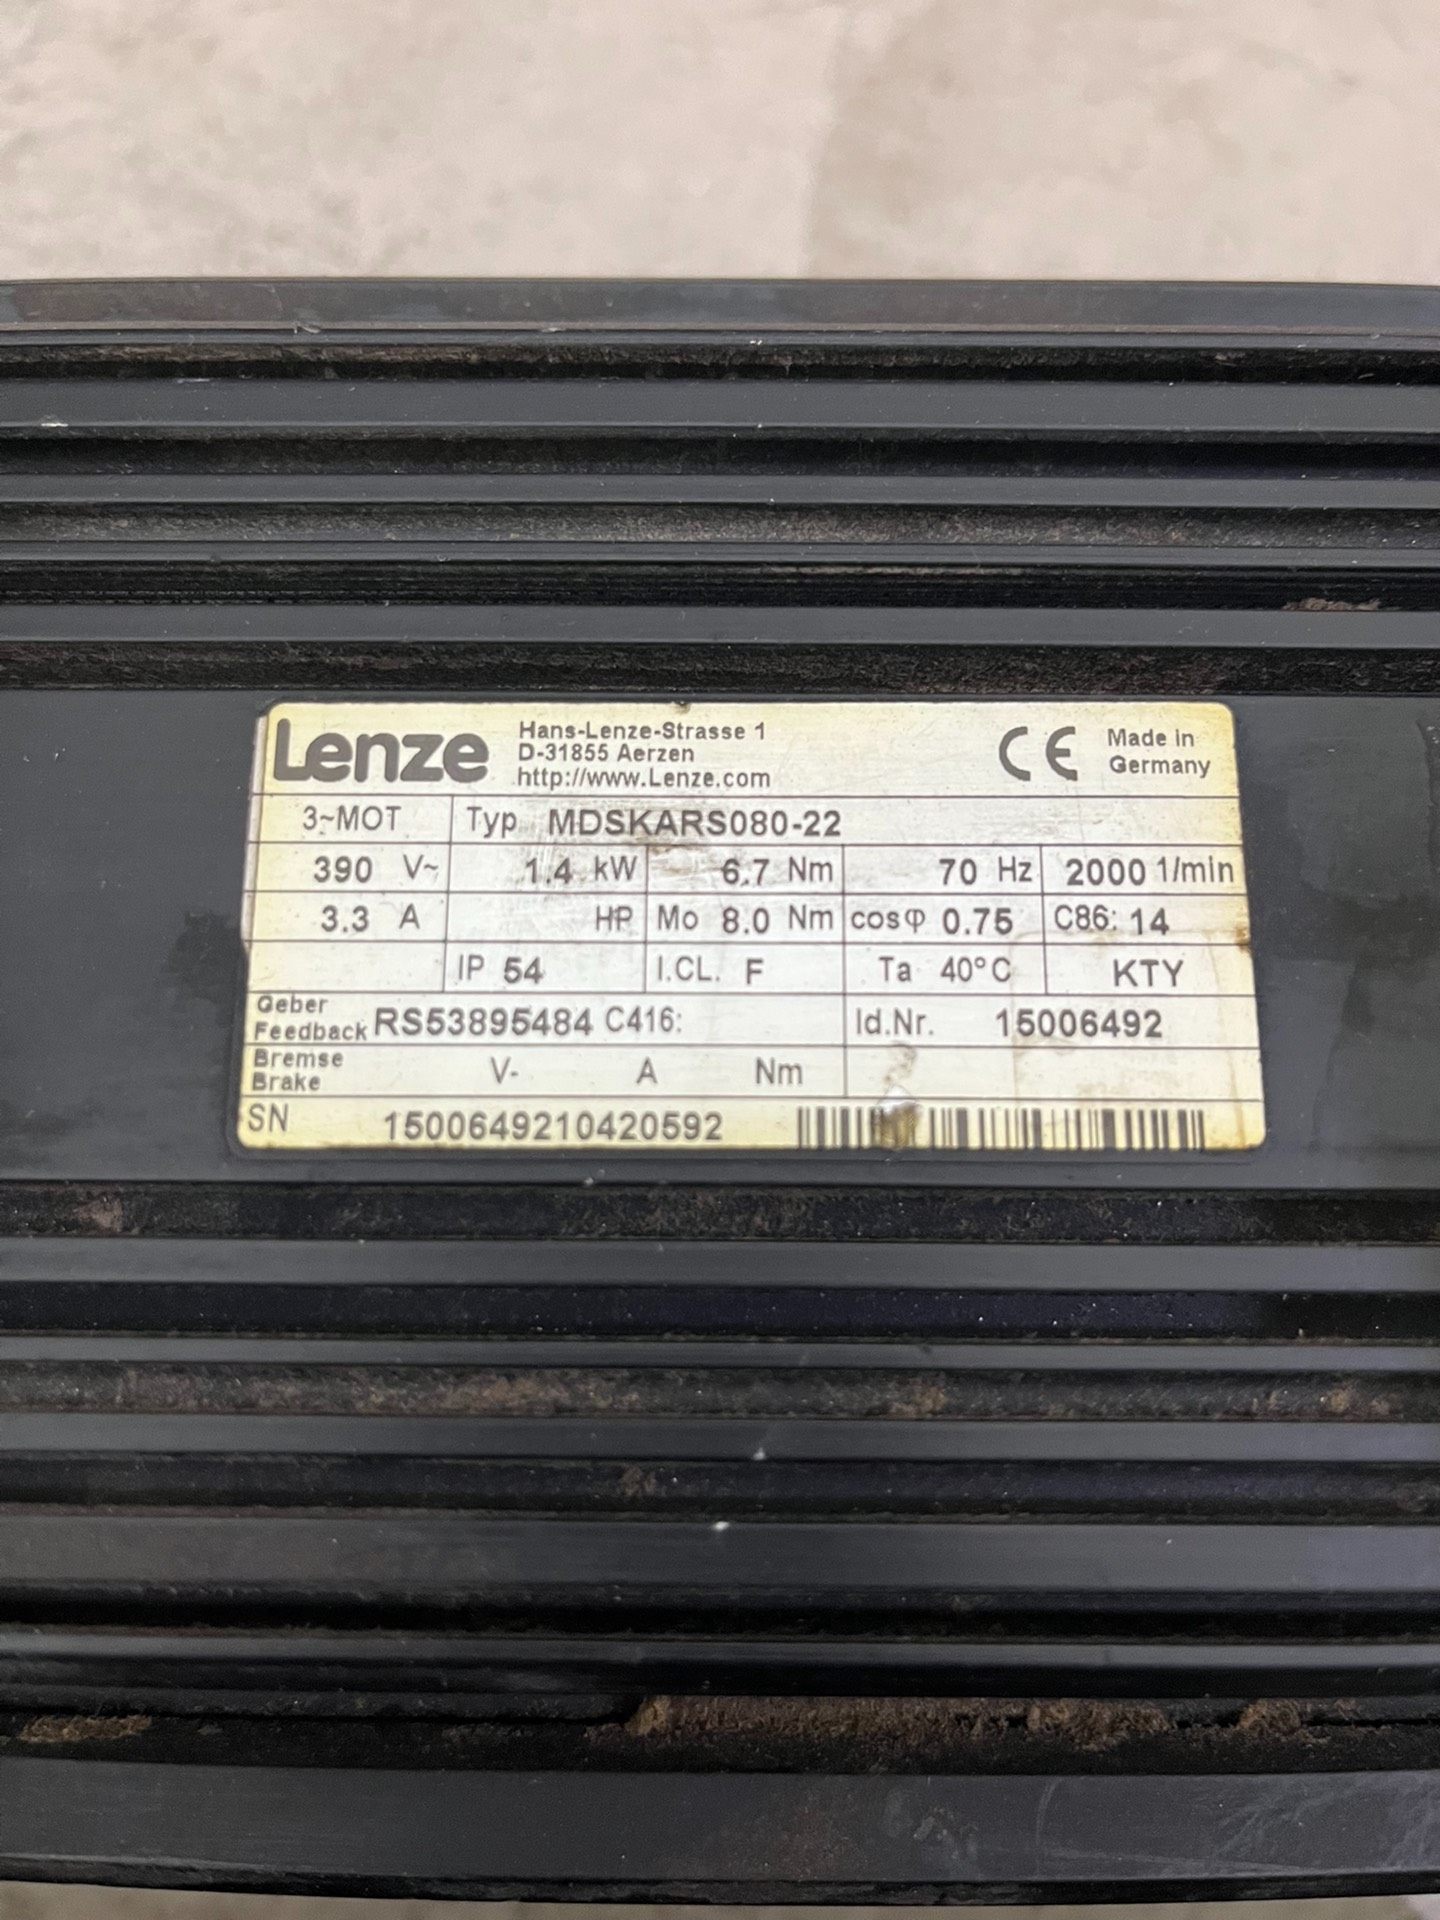 Lenze
Hans-Lenze-Strasse 1
D-31855 Aerzen
http://www.Lenze.com
CE
Made in
Germany
3~MOT Typ MDSKARS080-22
390 V~ 1.4 kW 6.7 Nm 70 Hz 2000 1/min
3.3 A HP Mo 8.0 Nm cosφ 0.75 C86: 14
IP 54 I.CL. F Ta 40°C KTY
Geber
Feedback RS53895484 C416: Id.Nr. 15006492
Bremse
Brake V- A Nm
SN 1500649210420592